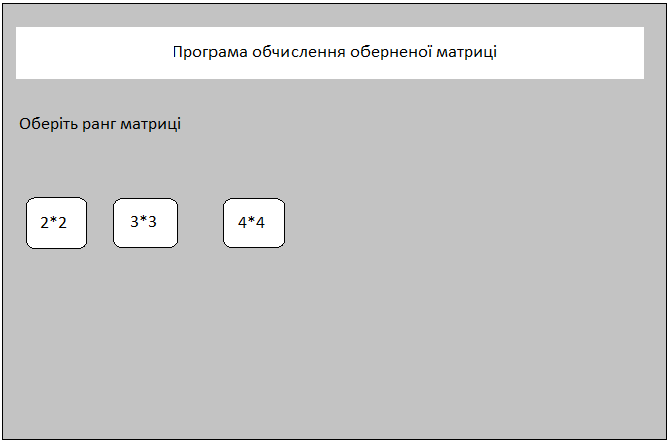 Програма обчислення оберненої матриці
Оберіть ранг матриці
2*2 3*3 4*4